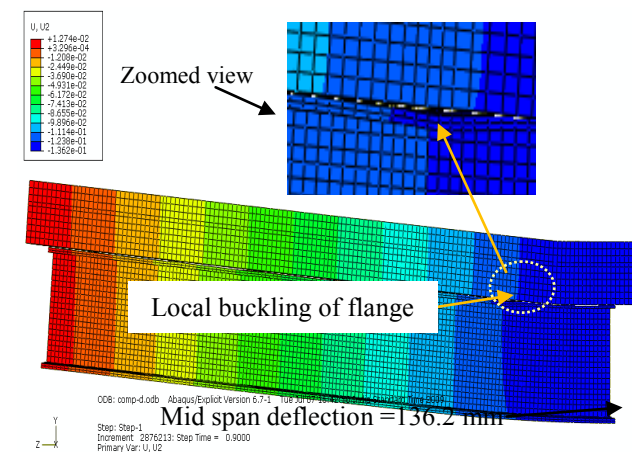 U, U2
+1.274e-02
+3.296e-04
-1.208e-02
-2.449e-02
-3.690e-02
-4.931e-02
-6.172e-02
-7.413e-02
-8.655e-02
-9.896e-02
-1.114e-01
-1.238e-01
-1.362e-01
Zoomed view
Local buckling of flange
ODB: comp-d.odb Abaqus/Explicit Version 6.7-1 Tue Jul 07
Mid span deflection =136.2 mm
Y
Z X
Step: Step-1
Increment 2876213: Step Time = 0.9000
Primary Var: U, U2